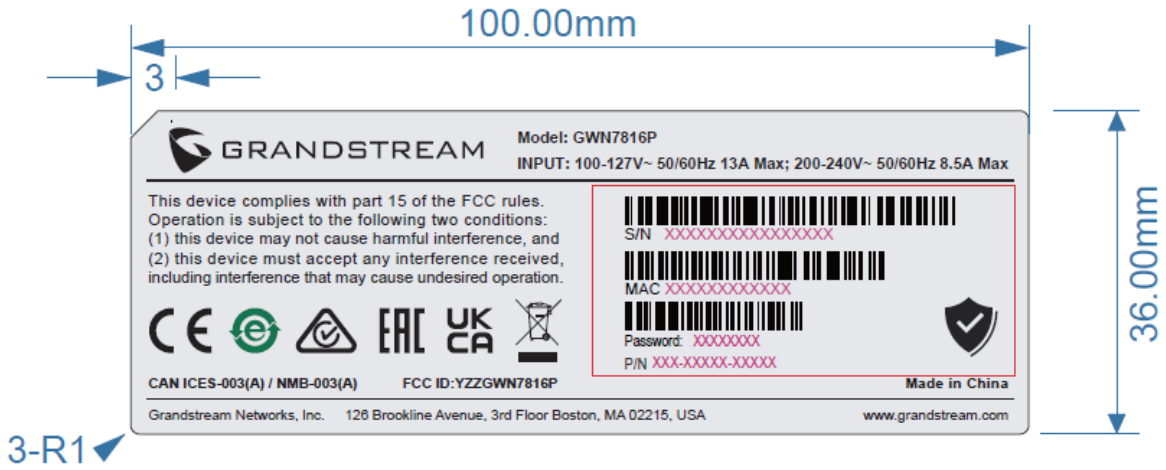 100.00mm
3
GRANDSTREAM
Model: GWN7816P
INPUT: 100-127V~ 50/60Hz 13A Max; 200-240V~ 50/60Hz 8.5A Max
This device complies with part 15 of the FCC rules.
Operation is subject to the following two conditions:
(1) this device may not cause harmful interference, and
(2) this device must accept any interference received,
including interference that may cause undesired operation.
S/N XXXXXXXXXXXXXXXX
MAC XXXXXXXXXXXX
Password: XXXXXXXX
P/N XXX-XXXXX-XXXXX
CE e EAC UK CA
CAN ICES-003(A) / NMB-003(A) FCC ID:YZZGWN7816P
Made in China
Grandstream Networks, Inc. 126 Brookline Avenue, 3rd Floor Boston, MA 02215, USA
www.grandstream.com
36.00mm
3-R1